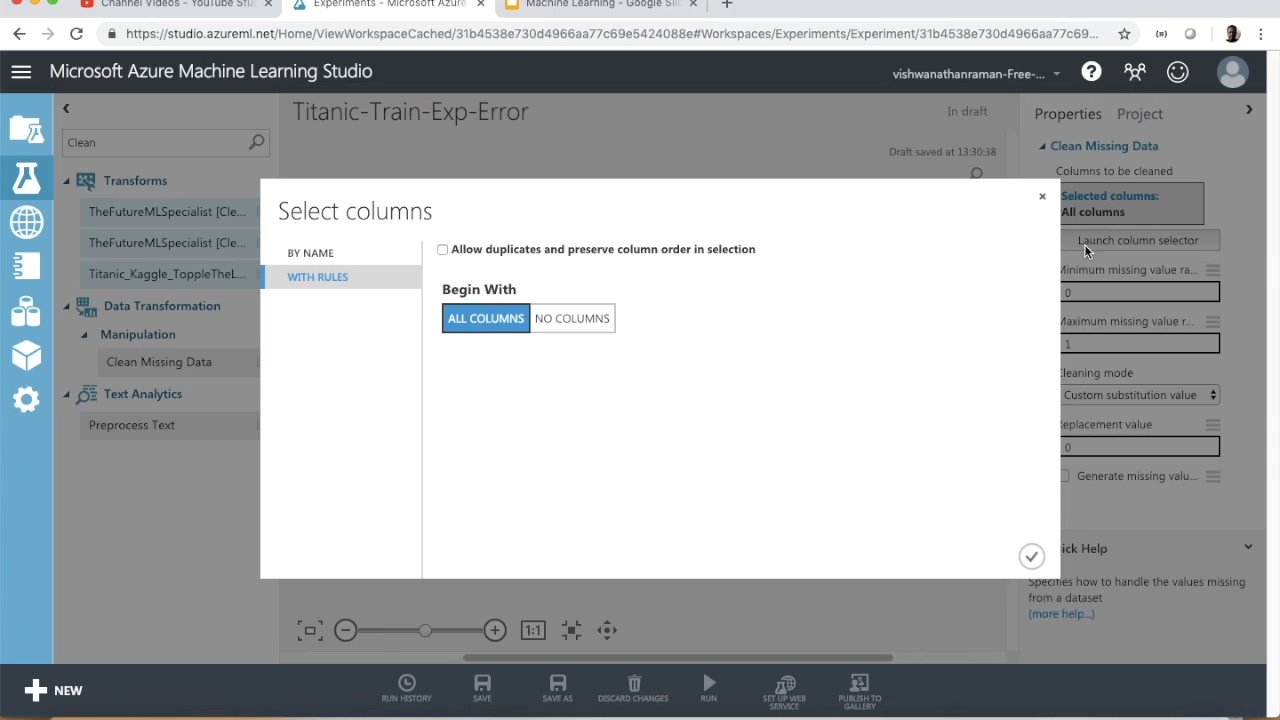 Channel Videos - YouTube Stu
Experiments - Microsoft Azure
Machine Learning - Google Slic
https://studio.azureml.net/Home/ViewWorkspaceCached/31b4538e730d4966aa77c69e5424088e#Workspaces/Experiments/Experiment/31b4538e730d4966aa77c69...
Microsoft Azure Machine Learning Studio
vishwanathanraman-Free-...
Clean
Transforms
TheFutureMLSpecialist [Cle...
TheFutureMLSpecialist [Cle...
Titanic_Kaggle_ToppleTheL...
Data Transformation
Manipulation
Clean Missing Data
Text Analytics
Preprocess Text
Titanic-Train-Exp-Error
In draft
Draft saved at 13:30:38
Select columns
BY NAME
WITH RULES
Allow duplicates and preserve column order in selection
Begin With
ALL COLUMNS
NO COLUMNS
1:1
Properties
Project
Clean Missing Data
Columns to be cleaned
Selected columns:
All columns
Launch column selector
Minimum missing value ra...
0
Maximum missing value r...
1
Cleaning mode
Custom substitution value
eplacement value
0
Generate missing valu...
ick Help
Specifies how to handle the values missing
from a dataset
(more help...)
NEW
RUN HISTORY
SAVE
SAVE AS
DISCARD CHANGES
RUN
SET UP WEB
SERVICE
PUBLISH TO
GALLERY